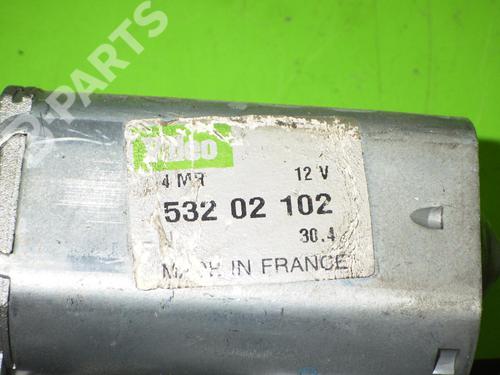 B-PARTS
Valeo
4 MR 12 V
532 02 102
30.4
MADE IN FRANCE